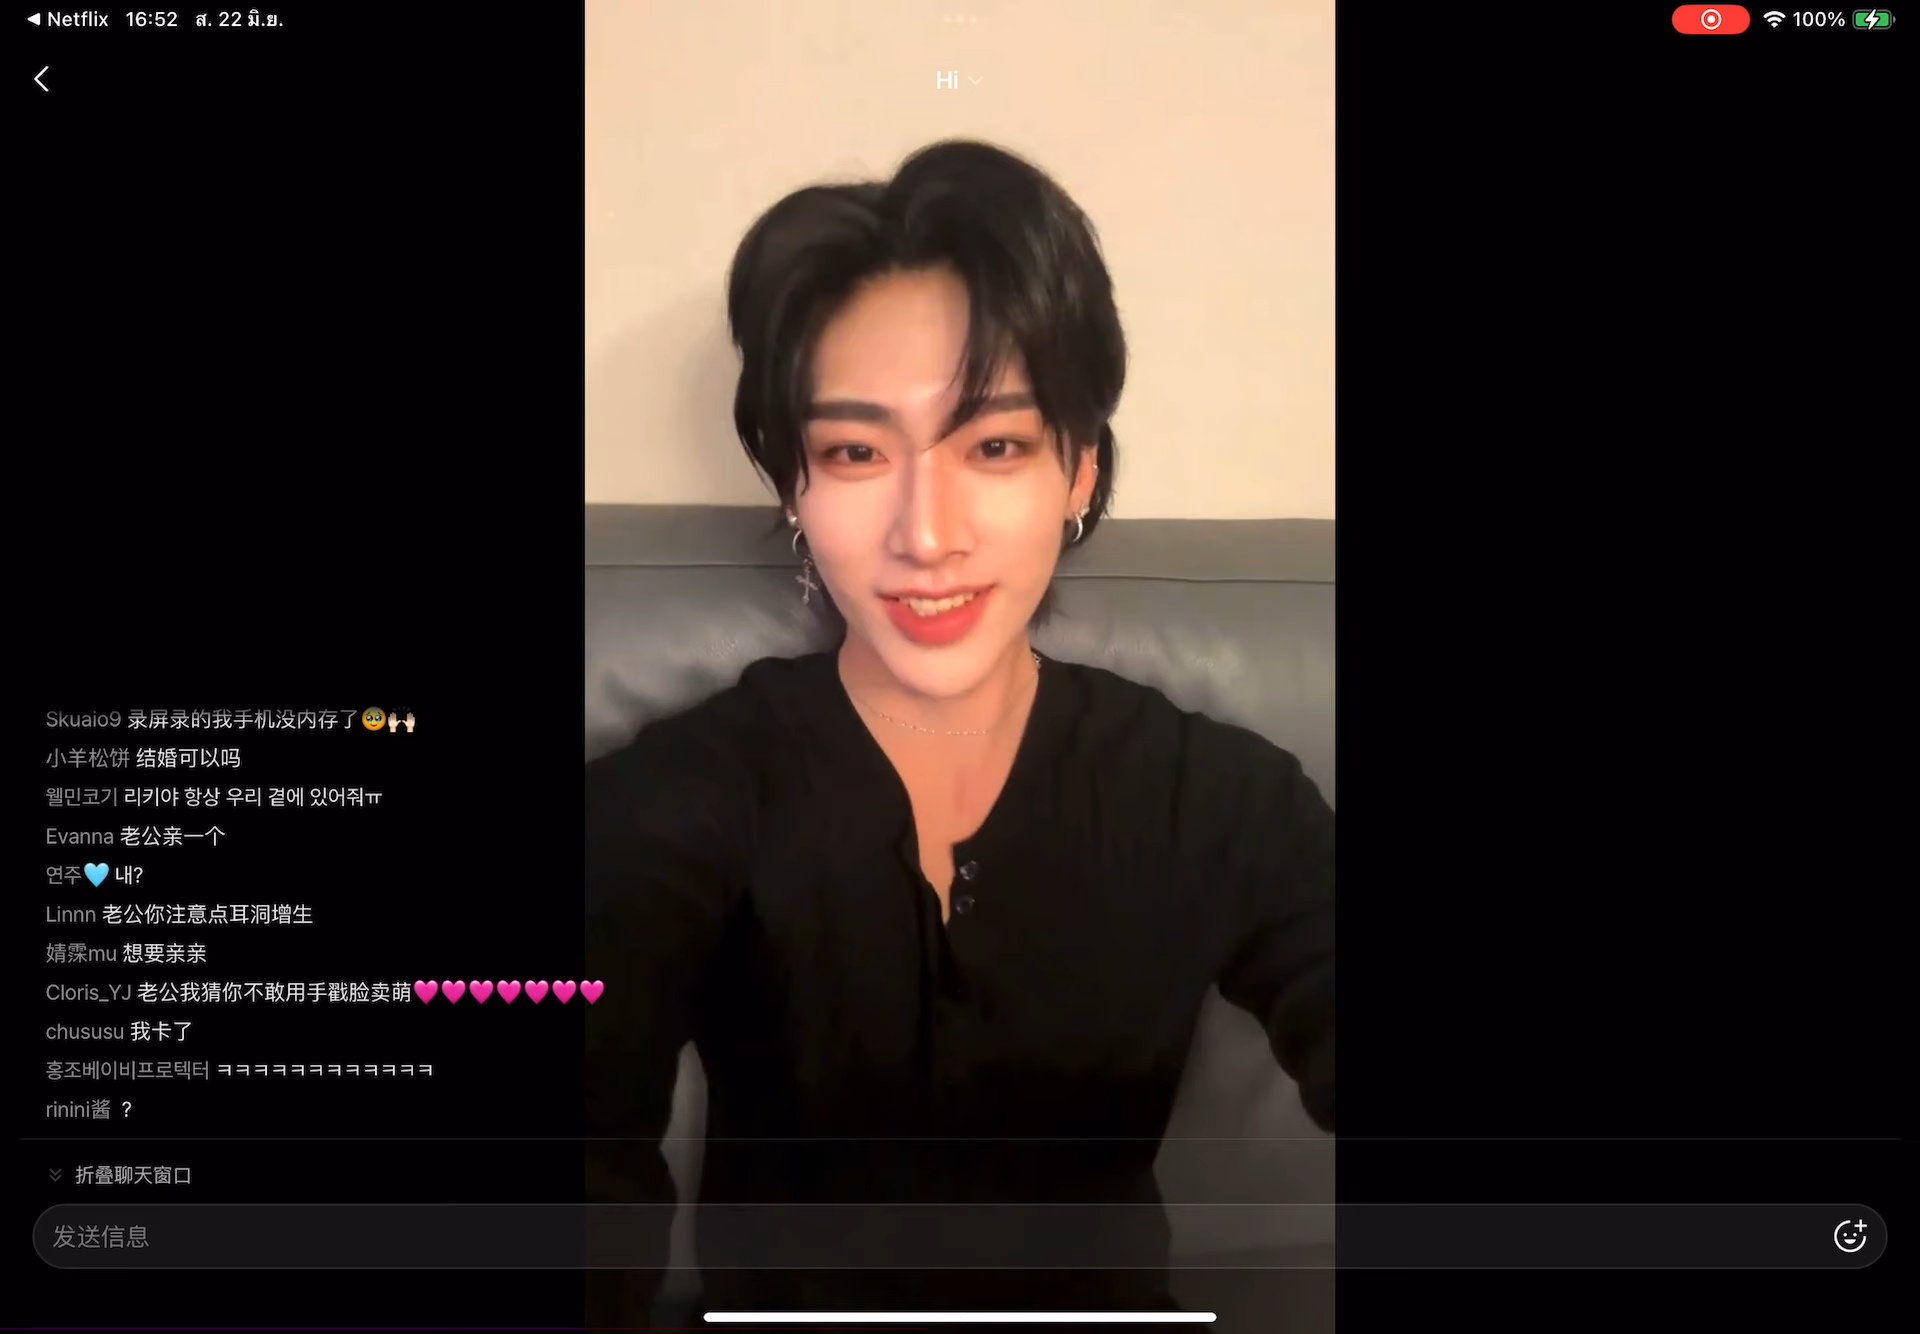 ◀ Netflix 16:52 ส. 22 มิ.ย.
100%
Hi
Skuaio9 录屏录的我手机没内存了🥹🙌🏻
小羊松饼 结婚可以吗
웰민코기 리키야 항상 우리 곁에 있어줘ㅠ
Evanna 老公亲一个
연주🩵 내?
Linnn 老公你注意点耳洞增生
婧霂mu 想要亲亲
Cloris_YJ 老公我猜你不敢用手戳脸卖萌💗💗💗💗💗💗💗
chususu 我卡了
홍조베이비프로텍터 ㅋㅋㅋㅋㅋㅋㅋㅋㅋㅋㅋㅋ
rinini酱 ？
折叠聊天窗口
发送信息